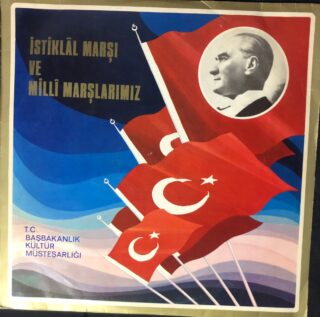 İSTİKLÂL MARŞI
VE
MİLLÎ MARŞLARIMIZ
T.C.
BAŞBAKANLIK
KÜLTÜR
MÜSTEŞARLIĞI